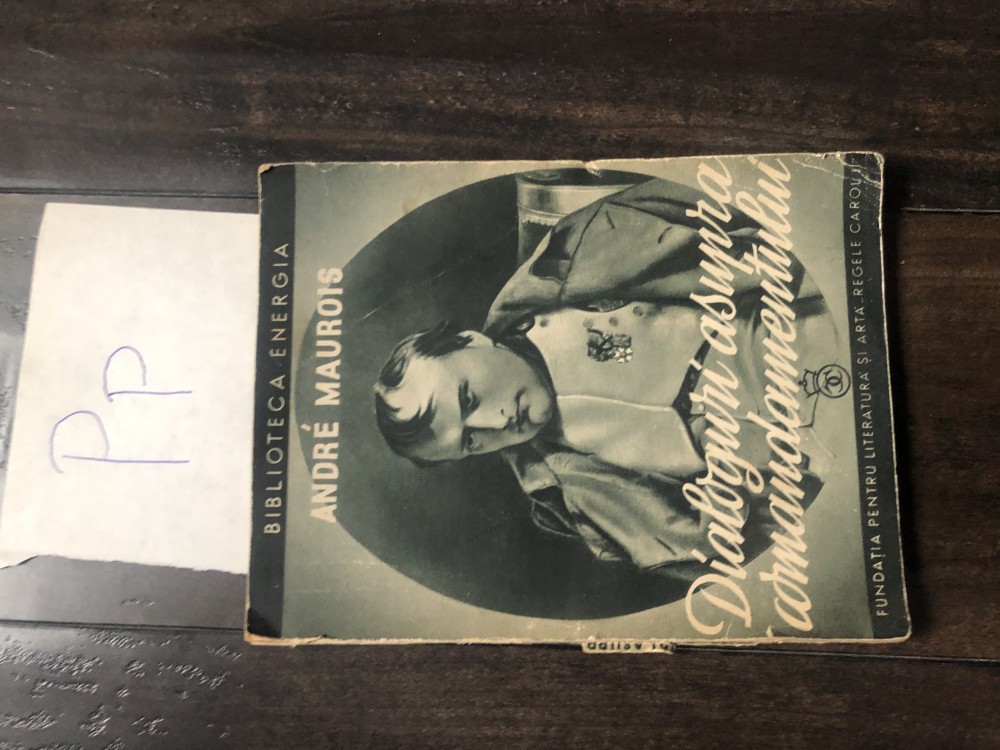 Pp
BIBLIOTECA ENERGIA
ANDRÉ MAUROIS
Dialoguri asupra
comandamentului
FUNDAȚIA PENTRU LITERATURĂ ȘI ARTĂ „REGELE CAROL II”